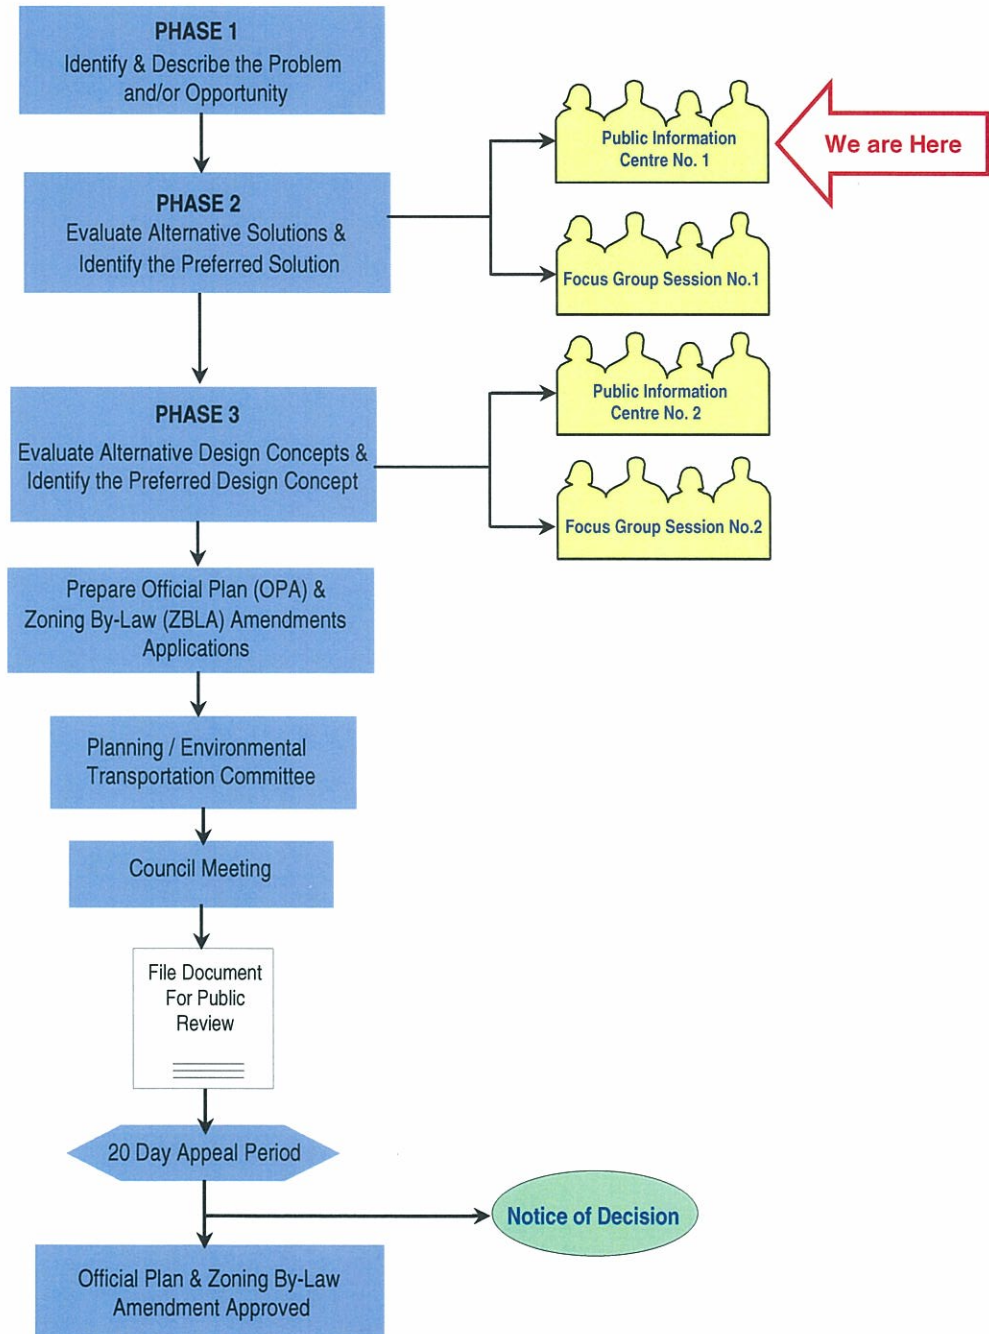 PHASE 1
Identify & Describe the Problem
and/or Opportunity
Public Information
Centre No. 1
We are Here
PHASE 2
Evaluate Alternative Solutions &
Identify the Preferred Solution
Focus Group Session No.1
Public Information
Centre No. 2
PHASE 3
Evaluate Alternative Design Concepts &
Identify the Preferred Design Concept
Focus Group Session No.2
Prepare Official Plan (OPA) &
Zoning By-Law (ZBLA) Amendments
Applications
Planning / Environmental
Transportation Committee
Council Meeting
File Document
For Public
Review
20 Day Appeal Period
Notice of Decision
Official Plan & Zoning By-Law
Amendment Approved